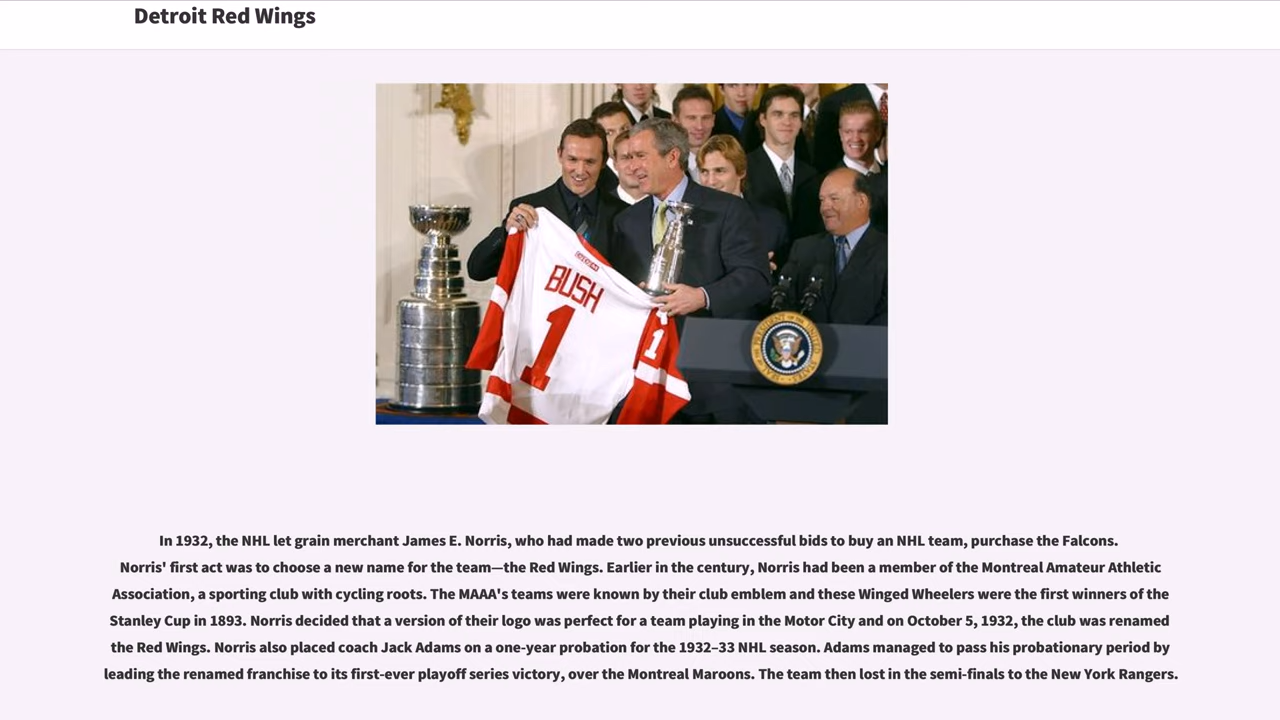 Detroit Red Wings
BUSH
1
1
SEAL OF THE PRESIDENT OF THE UNITED STATES
In 1932, the NHL let grain merchant James E. Norris, who had made two previous unsuccessful bids to buy an NHL team, purchase the Falcons.
Norris' first act was to choose a new name for the team—the Red Wings. Earlier in the century, Norris had been a member of the Montreal Amateur Athletic
Association, a sporting club with cycling roots. The MAAA's teams were known by their club emblem and these Winged Wheelers were the first winners of the
Stanley Cup in 1893. Norris decided that a version of their logo was perfect for a team playing in the Motor City and on October 5, 1932, the club was renamed
the Red Wings. Norris also placed coach Jack Adams on a one-year probation for the 1932–33 NHL season. Adams managed to pass his probationary period by
leading the renamed franchise to its first-ever playoff series victory, over the Montreal Maroons. The team then lost in the semi-finals to the New York Rangers.